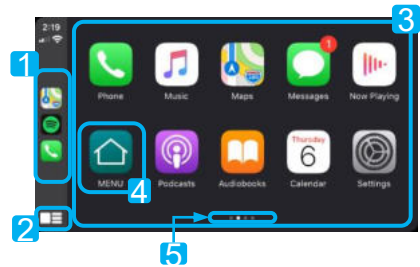 2:19
1
3
1
Phone
Music
Maps
Messages
Now Playing
Thursday
6
MENU
4
Podcasts
Audiobooks
Calendar
Settings
2
5